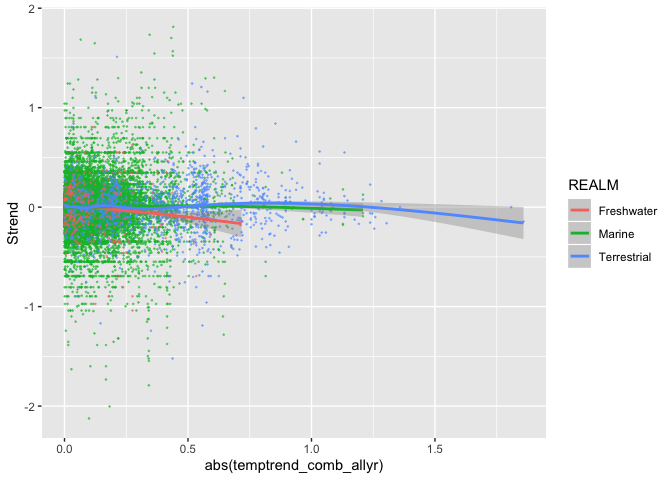 2
1
0
-1
-2
Strend
0.0 0.5 1.0 1.5
abs(temptrend_comb_allyr)
REALM
Freshwater
Marine
Terrestrial